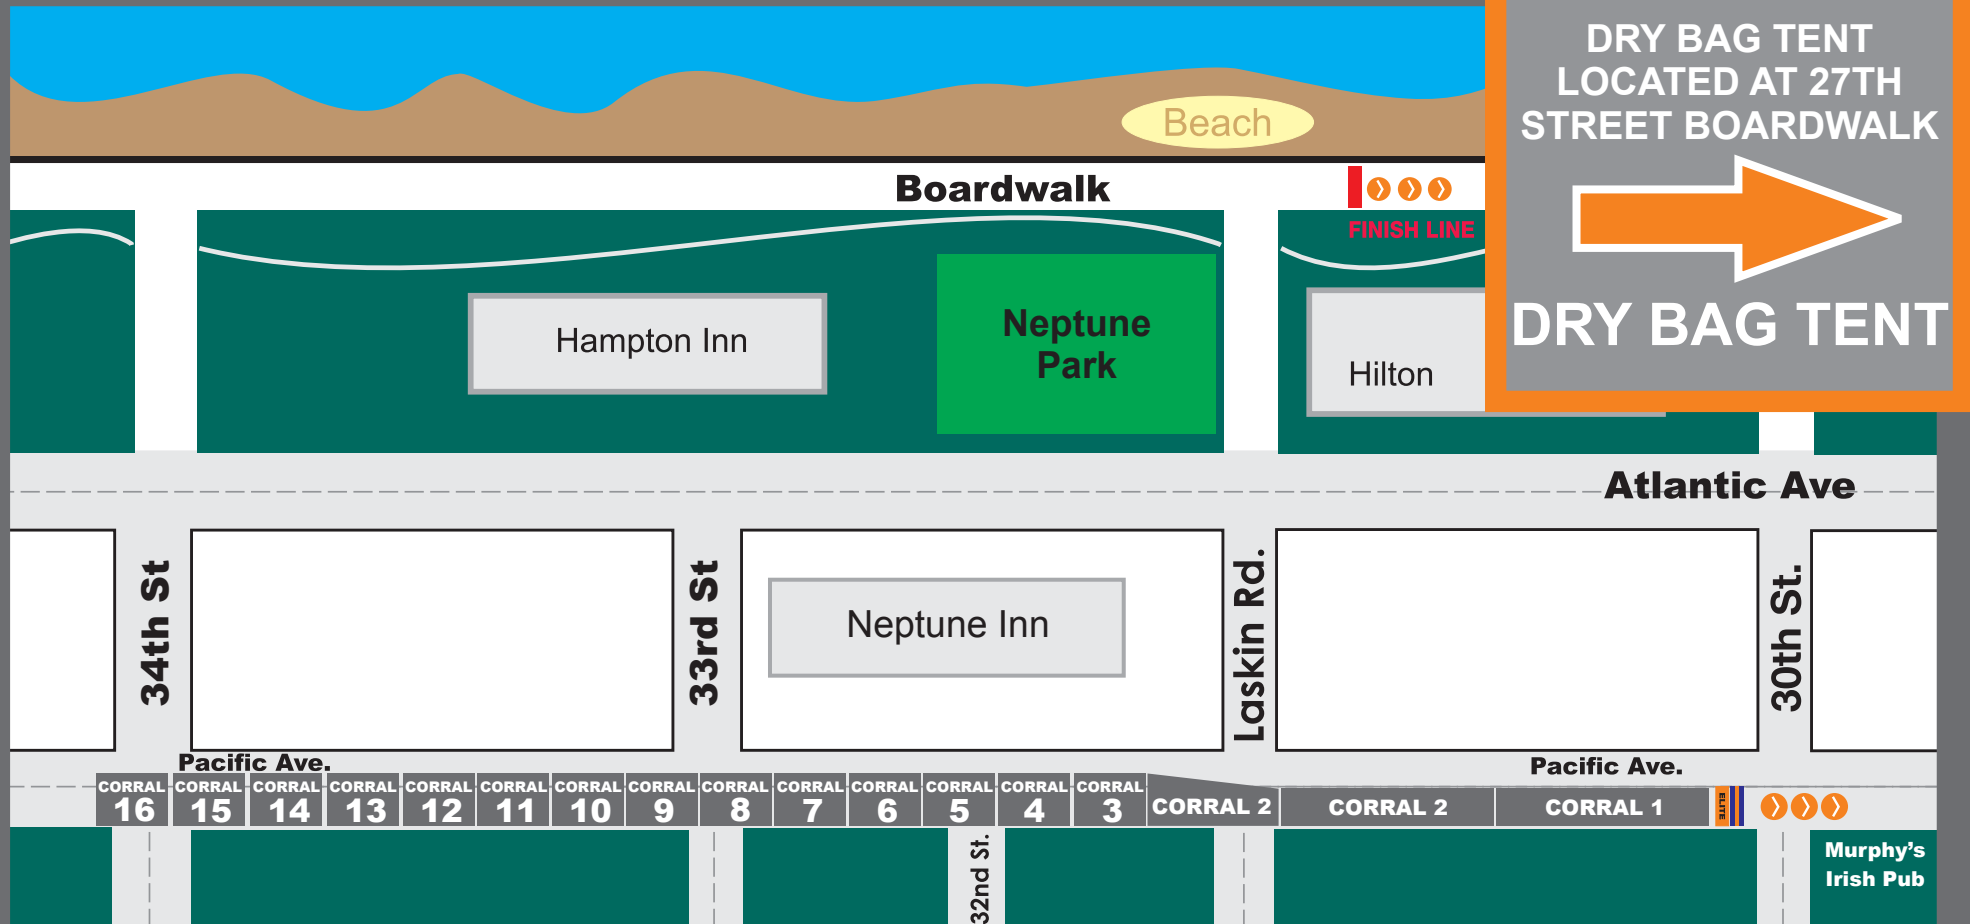 DRY BAG TENT
LOCATED AT 27TH
STREET BOARDWALK
DRY BAG TENT
Beach
Boardwalk
FINISH LINE
Hampton Inn
Neptune
Park
Hilton
Atlantic Ave
34th St
33rd St
Neptune Inn
Laskin Rd.
30th St.
Pacific Ave.
Pacific Ave.
CORRAL
16
CORRAL
15
CORRAL
14
CORRAL
13
CORRAL
12
CORRAL
11
CORRAL
10
CORRAL
9
CORRAL
8
CORRAL
7
CORRAL
6
CORRAL
5
CORRAL
4
CORRAL
3
CORRAL 2
CORRAL 2
CORRAL 1
ELITE
32nd St.
Murphy's
Irish Pub